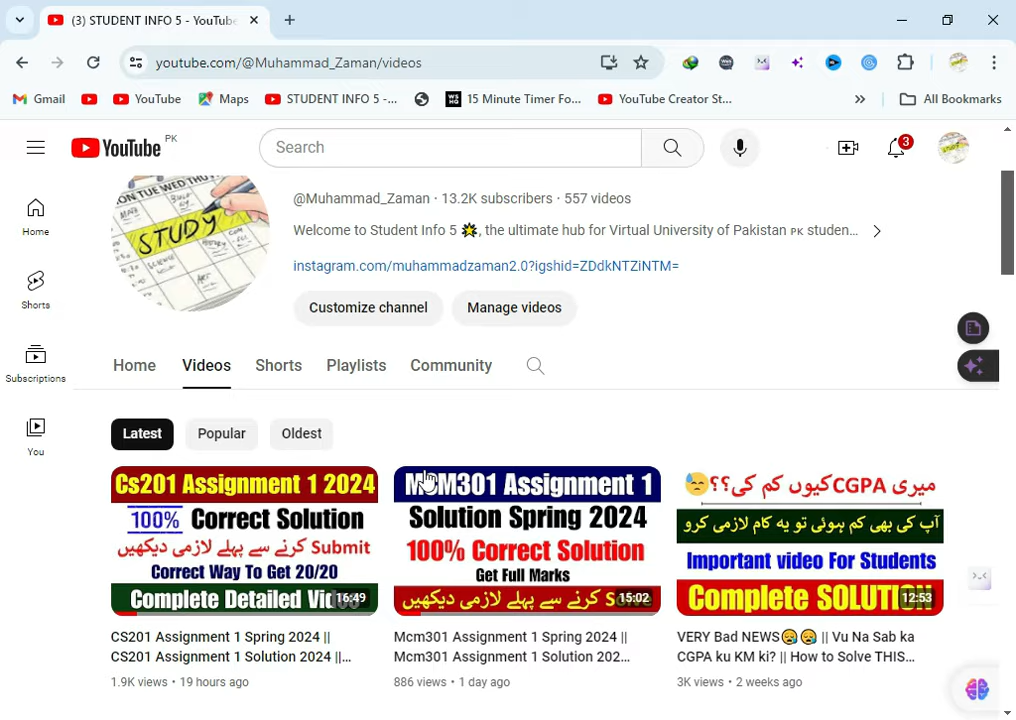 (3) STUDENT INFO 5 - YouTube
youtube.com/@Muhammad_Zaman/videos
Gmail
YouTube
Maps
STUDENT INFO 5 -...
15 Minute Timer Fo...
YouTube Creator St...
All Bookmarks
YouTube PK
Search
3
@Muhammad_Zaman · 13.2K subscribers · 557 videos
Welcome to Student Info 5 💥, the ultimate hub for Virtual University of Pakistan ᴘᴋ studen...
instagram.com/muhammadzaman2.0?igshid=ZDdkNTZiNTM=
Customize channel
Manage videos
STUDY
Home
Shorts
Subscriptions
You
Home
Videos
Shorts
Playlists
Community
Latest
Popular
Oldest
Cs201 Assignment 1 2024
100% Correct Solution
Submit کرنے سے پہلے لازمی دیکھیں
Correct Way To Get 20/20
Complete Detailed
16:49
CS201 Assignment 1 Spring 2024 ||
CS201 Assignment 1 Solution 2024 ||...
1.9K views · 19 hours ago
McM301 Assignment 1
Solution Spring 2024
100% Correct Solution
Get Full Marks
کرنے سے پہلے لازمی دیکھیں
15:02
Mcm301 Assignment 1 Spring 2024 ||
Mcm301 Assignment 1 Solution 202...
886 views · 1 day ago
میری CGPA کیوں کم کی؟؟😓
آپ کی بھی کم ہوئی تو یہ کام لازمی کرو
Important video For Students
Complete SOLUTION
12:53
VERY Bad NEWS😪😪 || Vu Na Sab ka
CGPA ku KM ki? || How to Solve THIS...
3K views · 2 weeks ago